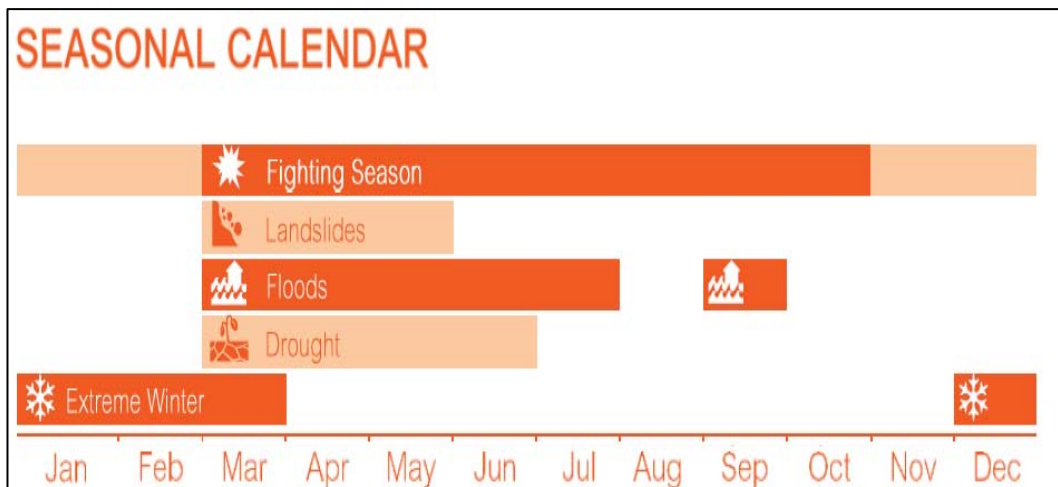 SEASONAL CALENDAR
Fighting Season
Landslides
Floods
Drought
Extreme Winter
Jan Feb Mar Apr May Jun Jul Aug Sep Oct Nov Dec